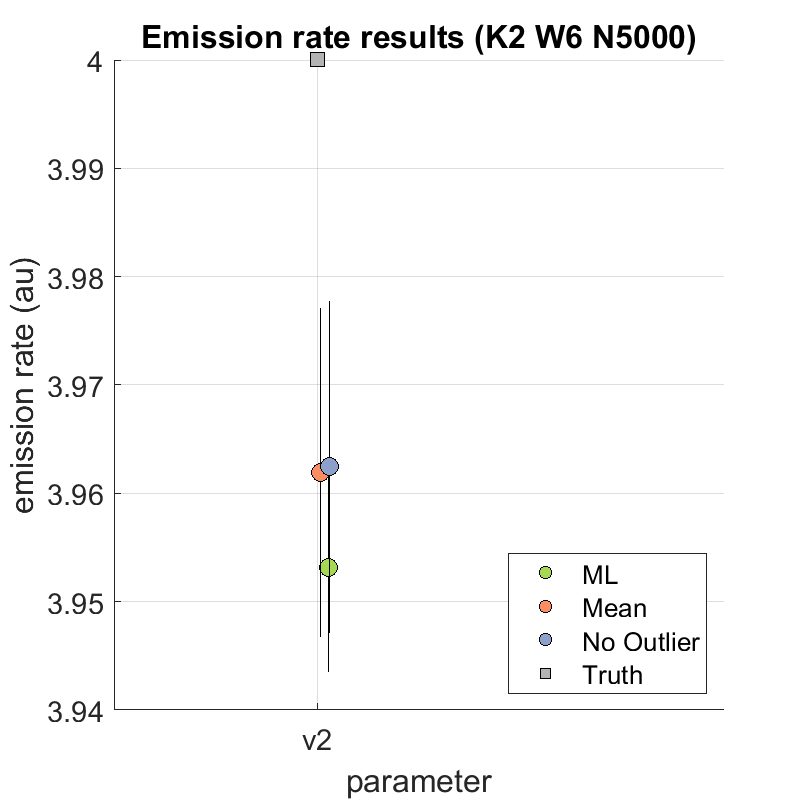 Emission rate results (K2 W6 N5000)
4
3.99
3.98
3.97
3.96
3.95
3.94
emission rate (au)
ML
Mean
No Outlier
Truth
v2
parameter